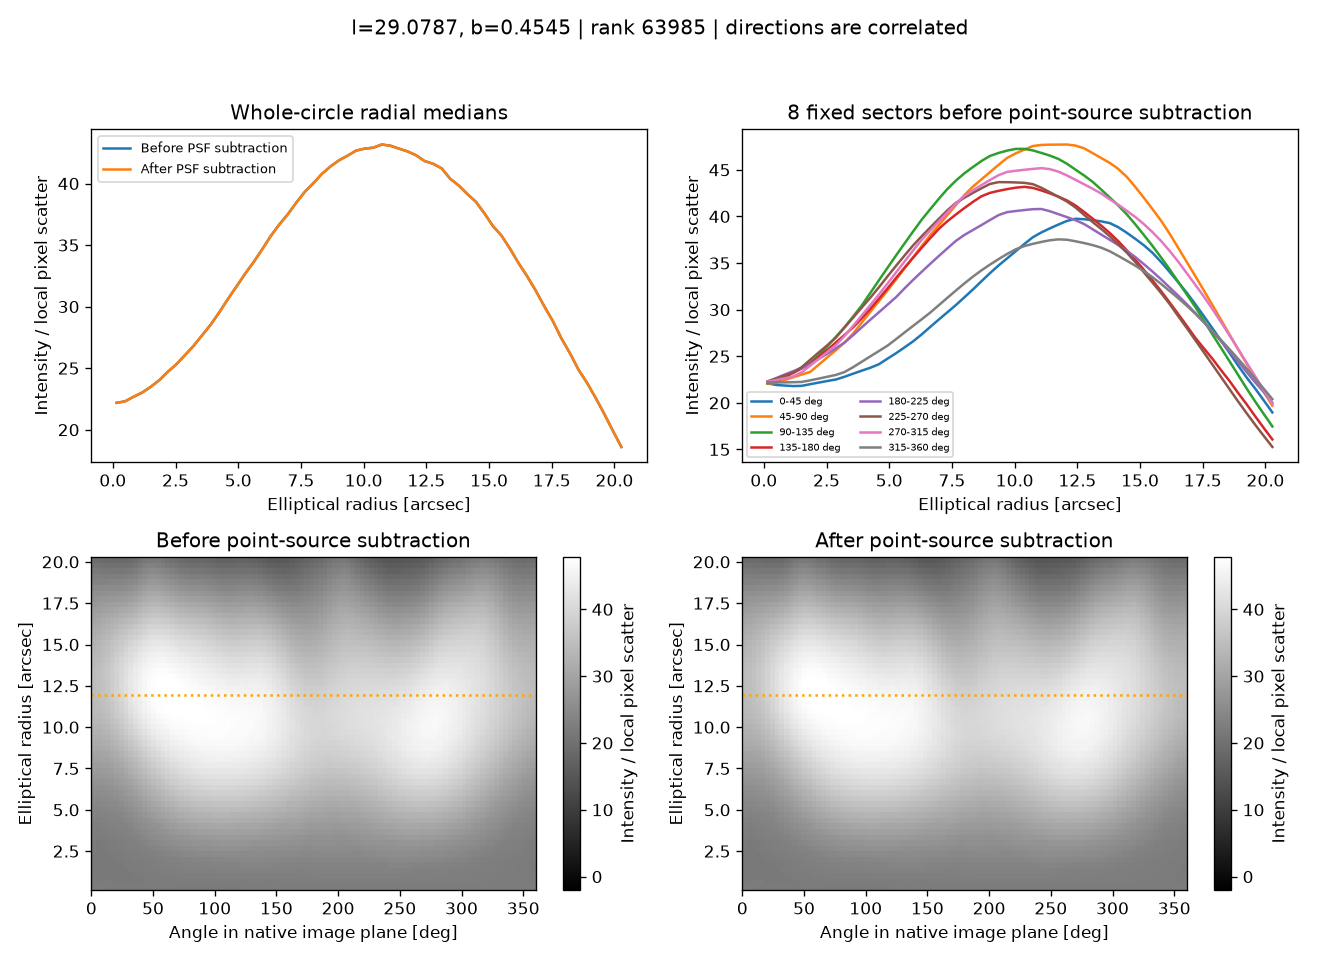 l=29.0787, b=0.4545 | rank 63985 | directions are correlated
Whole-circle radial medians
Before PSF subtraction
After PSF subtraction
Intensity / local pixel scatter
40
35
30
25
20
0.0 2.5 5.0 7.5 10.0 12.5 15.0 17.5 20.0
Elliptical radius [arcsec]
8 fixed sectors before point-source subtraction
Intensity / local pixel scatter
45
40
35
30
25
20
15
0-45 deg
45-90 deg
90-135 deg
135-180 deg
180-225 deg
225-270 deg
270-315 deg
315-360 deg
0.0 2.5 5.0 7.5 10.0 12.5 15.0 17.5 20.0
Elliptical radius [arcsec]
Before point-source subtraction
Elliptical radius [arcsec]
20.0
17.5
15.0
12.5
10.0
7.5
5.0
2.5
0 50 100 150 200 250 300 350
Angle in native image plane [deg]
40
30
20
10
0
Intensity / local pixel scatter
After point-source subtraction
Elliptical radius [arcsec]
20.0
17.5
15.0
12.5
10.0
7.5
5.0
2.5
0 50 100 150 200 250 300 350
Angle in native image plane [deg]
40
30
20
10
0
Intensity / local pixel scatter